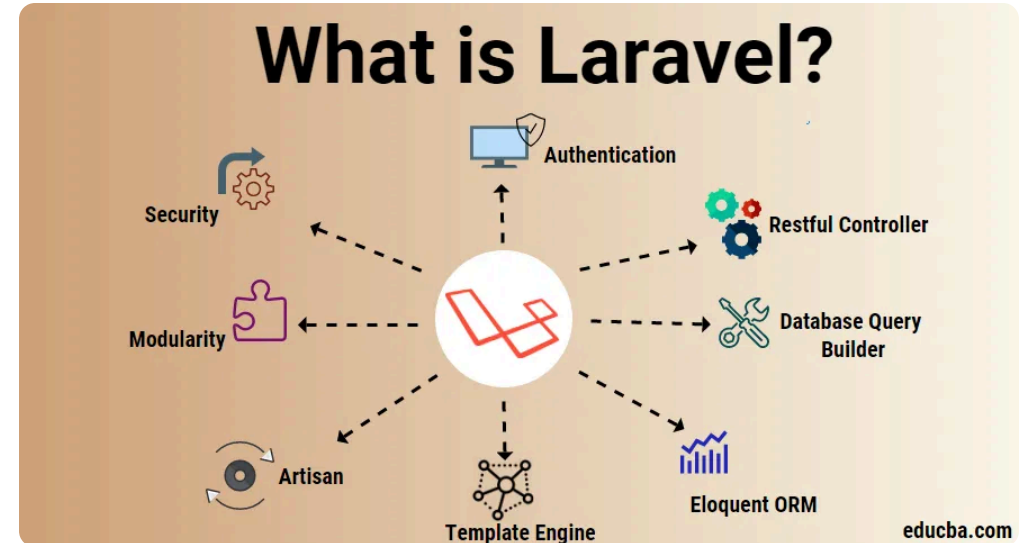 What is Laravel?
Authentication
Security
Restful Controller
Modularity
Database Query
Builder
Artisan
Template Engine
Eloquent ORM
educba.com